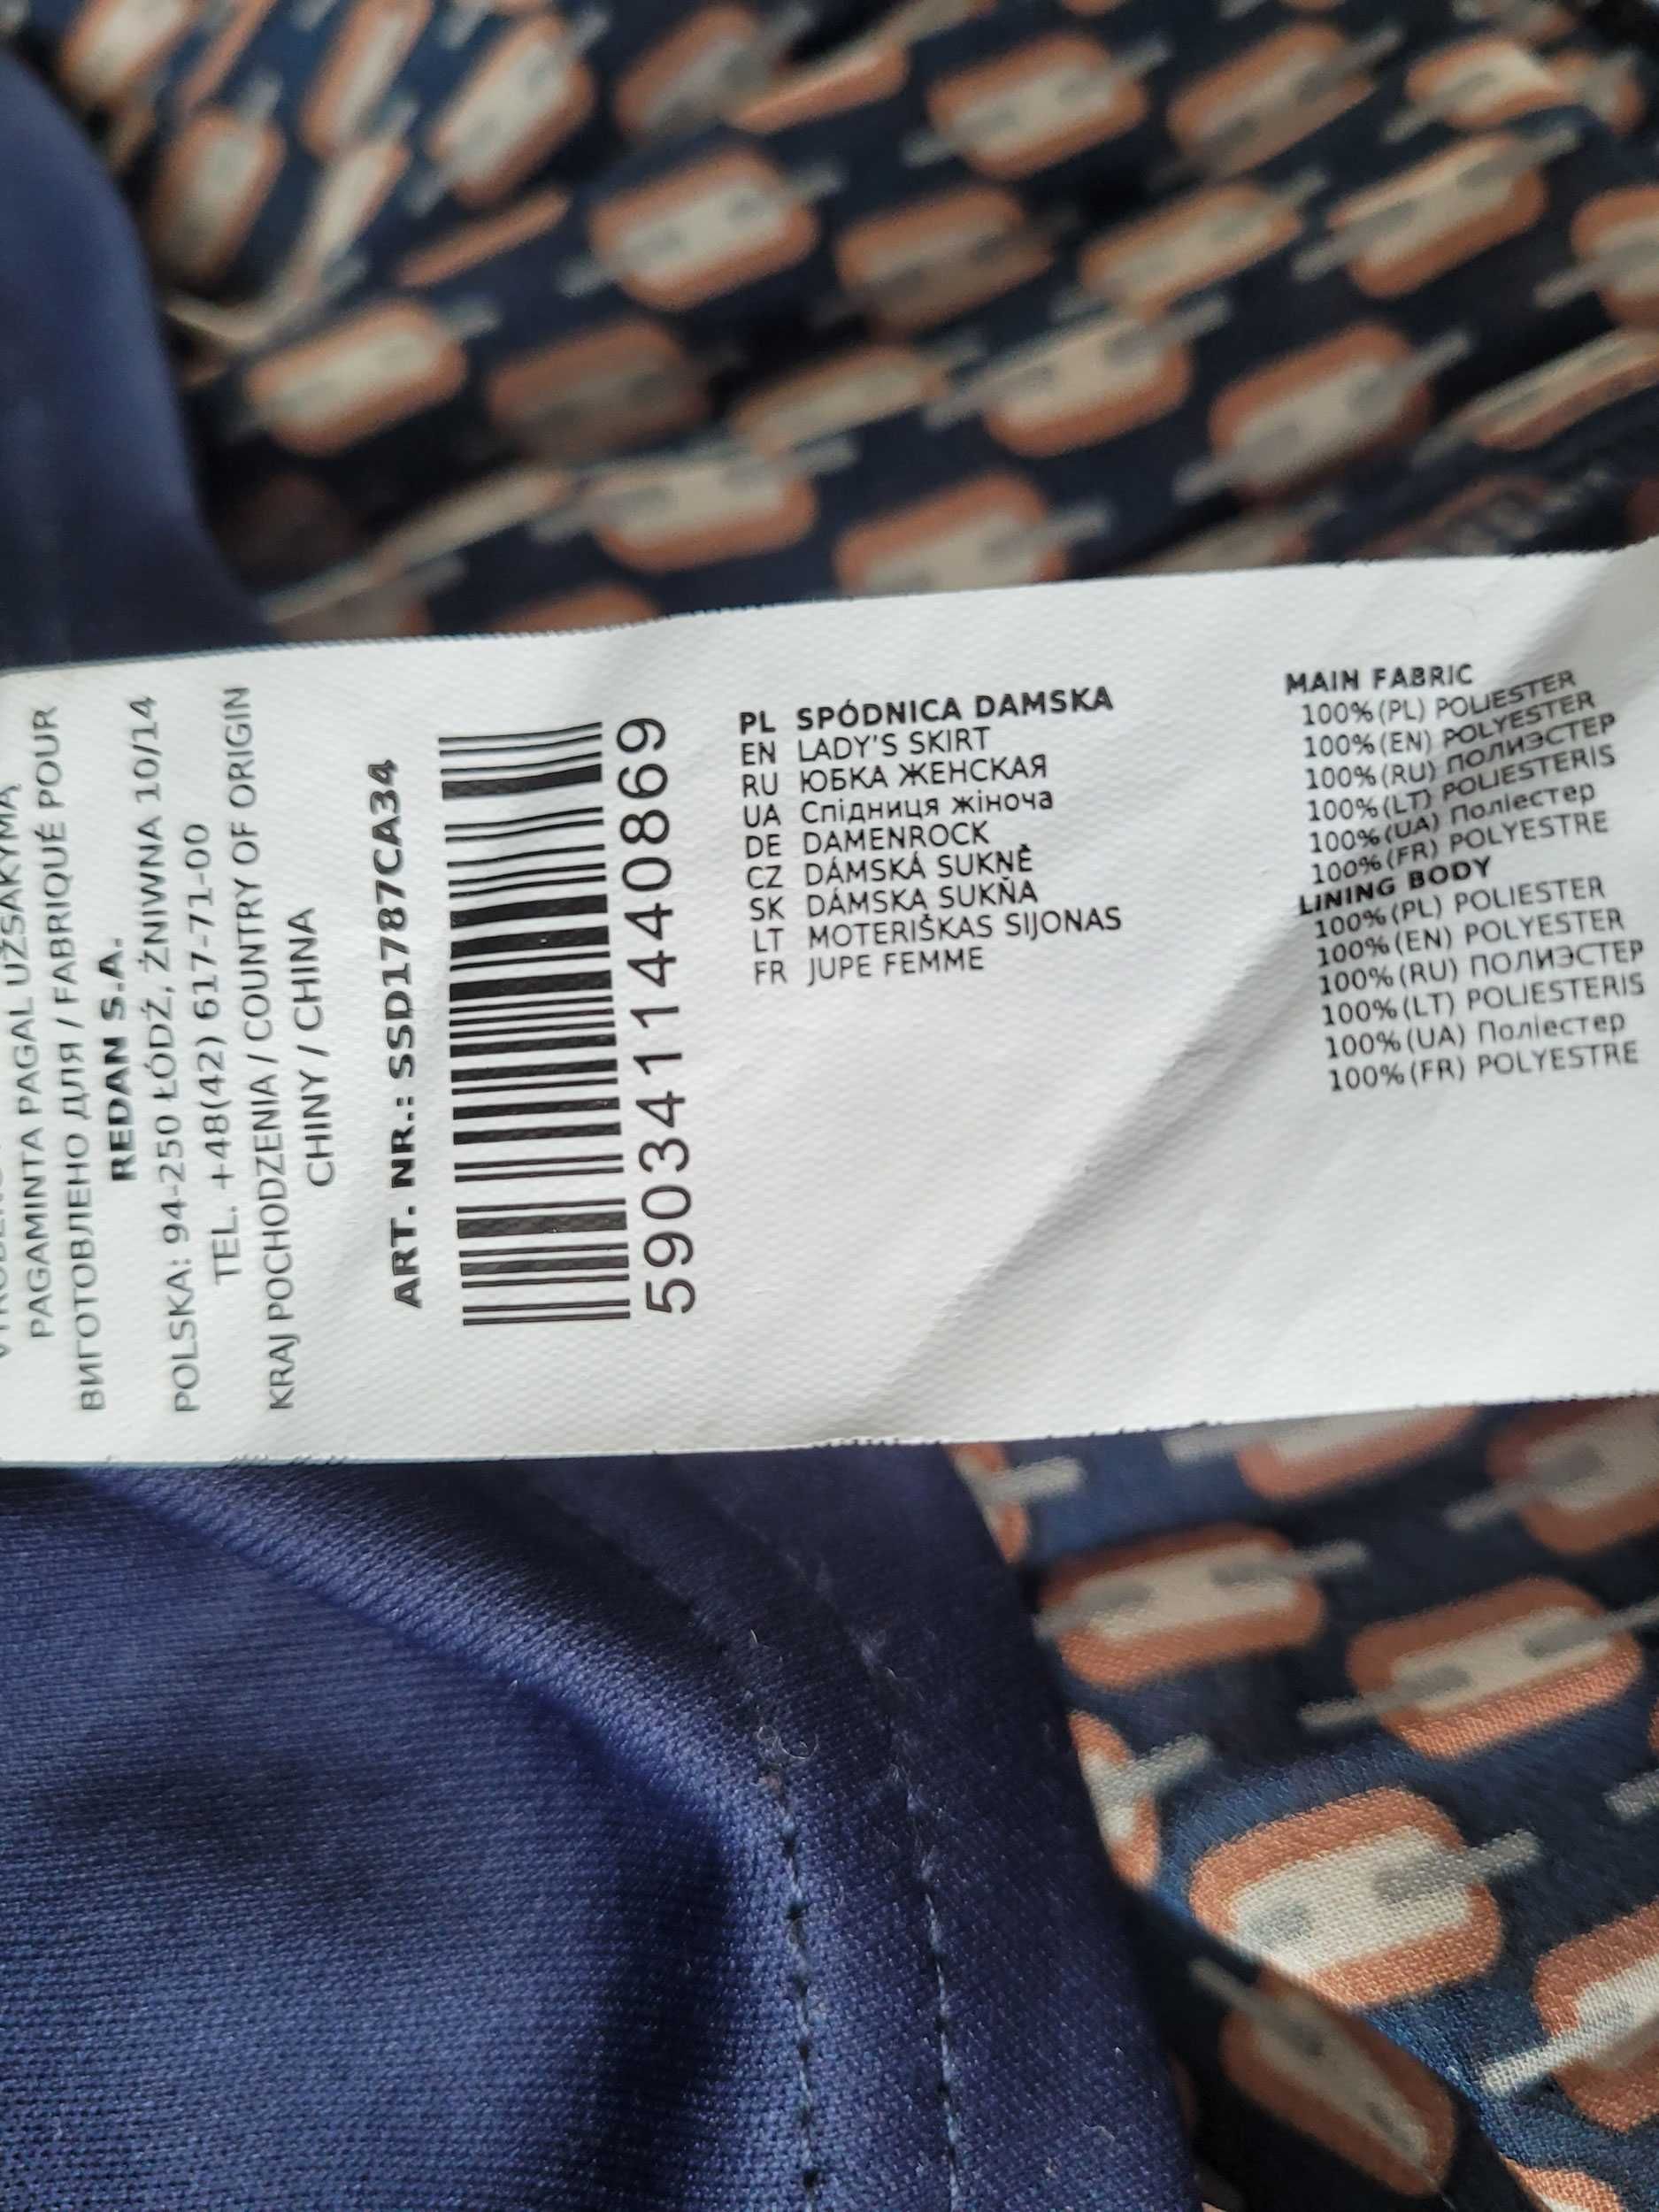 PAGAMINTA PAGAL UŽSAKYMĄ
ВИГОТОВЛЕНО ДЛЯ / FABRIQUÉ POUR
REDAN S.A.
POLSKA: 94-250 ŁÓDŹ, ŻNIWNA 10/14
TEL. +48(42) 617-71-00
KRAJ POCHODZENIA / COUNTRY OF ORIGIN
CHINY / CHINA
ART. NR.: SSD1787CA34
5903411440869
PL SPÓDNICA DAMSKA
EN LADY'S SKIRT
RU ЮБКА ЖЕНСКАЯ
UA Спідниця жіноча
DE DAMENROCK
CZ DÁMSKÁ SUKNĚ
SK DÁMSKA SUKŇA
LT MOTERIŠKAS SIJONAS
FR JUPE FEMME
MAIN FABRIC
100% (PL) POLIESTER
100% (EN) POLYESTER
100% (RU) ПОЛИЭСТЕР
100% (LT) POLIESTERIS
100% (UA) Поліестер
100% (FR) POLYESTRE
LINING BODY
100% (PL) POLIESTER
100% (EN) POLYESTER
100% (RU) ПОЛИЭСТЕР
100% (LT) POLIESTERIS
100% (UA) Поліестер
100% (FR) POLYESTRE